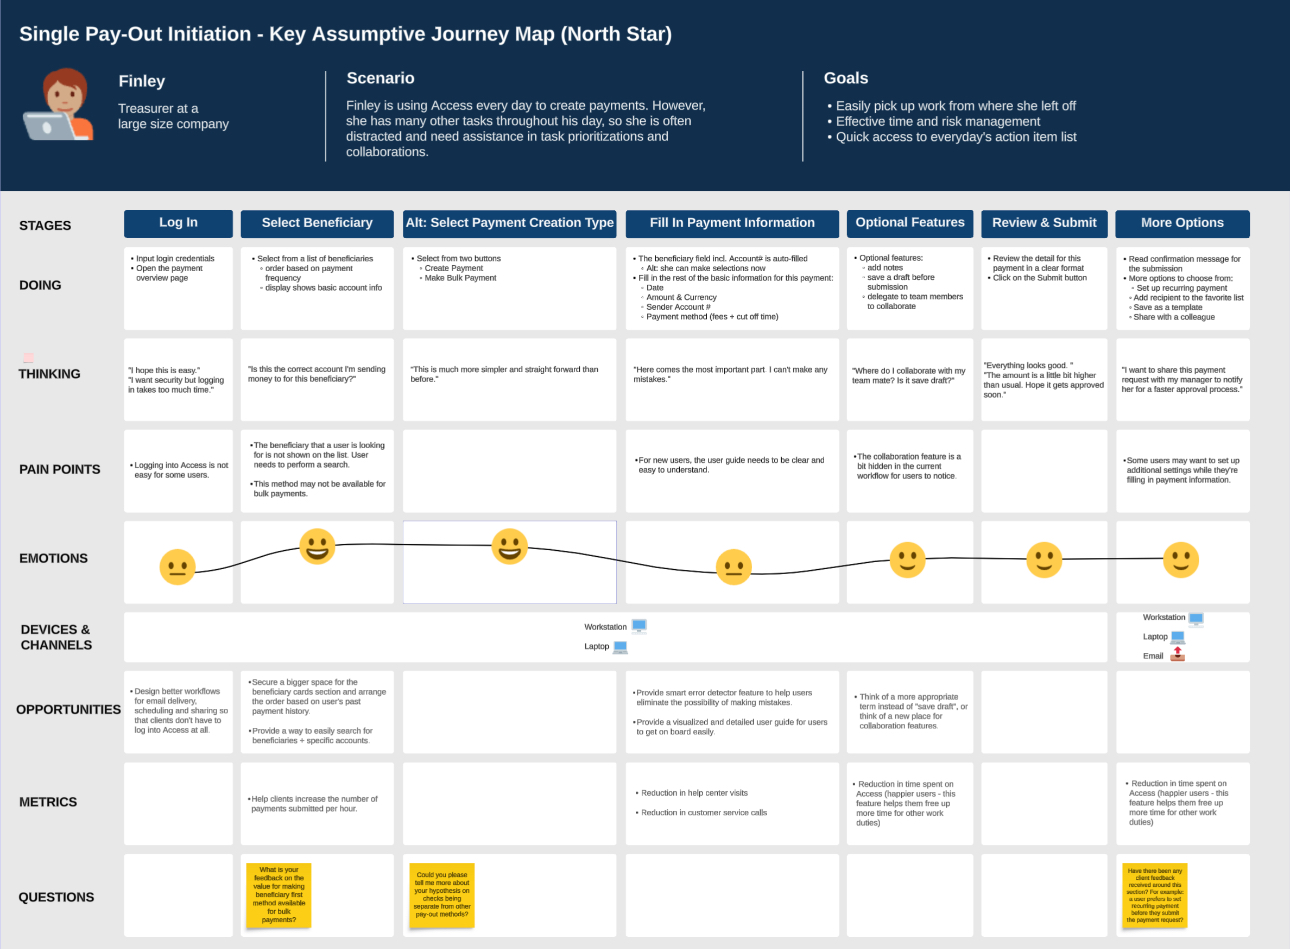 Single Pay-Out Initiation - Key Assumptive Journey Map (North Star)
Finley
Treasurer at a
large size company
Scenario
Finley is using Access every day to create payments. However,
she has many other tasks throughout his day, so she is often
distracted and need assistance in task prioritizations and
collaborations.
Goals
• Easily pick up work from where she left off
• Effective time and risk management
• Quick access to everyday's action item list
STAGES
Log In
Select Beneficiary
Alt: Select Payment Creation Type
Fill In Payment Information
Optional Features
Review & Submit
More Options
DOING
• Input login credentials
• Open the payment
overview page
• Select from a list of beneficiaries
◦ order based on payment
frequency
◦ display shows basic account info
• Select from two buttons
◦ Create Payment
◦ Make Bulk Payment
• The beneficiary field incl. Account# is auto-filled
◦ Alt: she can make selections now
• Fill in the rest of the basic information for this payment:
◦ Date
◦ Amount & Currency
◦ Sender Account #
◦ Payment method (fees + cut off time)
• Optional features:
◦ add notes
◦ save a draft before
submission
◦ delegate to team members
to collaborate
• Review the detail for this
payment in a clear format
• Click on the Submit button
• Read confirmation message for
the submission
• More options to choose from:
◦ Set up recurring payment
◦ Add recipient to the favorite list
◦ Save as a template
◦ Share with a colleague
THINKING
"I hope this is easy."
"I want security but logging
in takes too much time."
"Is this the correct account I'm sending
money to for this beneficiary?"
"This is much more simpler and straight forward than
before."
"Here comes the most important part I can't make any
mistakes."
"Where do I collaborate with my
team mate? Is it save draft?"
"Everything looks good. "
"The amount is a little bit higher
than usual. Hope it gets approved
soon."
"I want to share this payment
request with my manager to notify
her for a faster approval process."
PAIN POINTS
• Logging into Access is not
easy for some users.
• The beneficiary that a user is looking
for is not shown on the list. User
needs to perform a search.
• This method may not be available for
bulk payments.
• For new users, the user guide needs to be clear and
easy to understand.
• The collaboration feature is a
bit hidden in the current
workflow for users to notice.
• Some users may want to set up
additional settings while they're
filling in payment information.
EMOTIONS
DEVICES &
CHANNELS
Workstation
Laptop
Workstation
Laptop
Email
OPPORTUNITIES
• Design better workflows
for email delivery,
scheduling and sharing so
that clients don't have to
log into Access at all.
• Secure a bigger space for the
beneficiary cards section and arrange
the order based on user's past
payment history.
• Provide a way to easily search for
beneficiaries + specific accounts.
• Provide smart error detector feature to help users
eliminate the possibility of making mistakes.
• Provide a visualized and detailed user guide for users
to get on board easily.
• Think of a more appropriate
term instead of "save draft", or
think of a new place for
collaboration features.
METRICS
• Help clients increase the number of
payments submitted per hour.
• Reduction in help center visits
• Reduction in customer service calls
• Reduction in time spent on
Access (happier users - this
feature helps them free up
more time for other work
duties)
• Reduction in time spent on
Access (happier users - this
feature helps them free up
more time for other work
duties)
QUESTIONS
What is your
feedback on the
value for making
beneficiary first
method available
for bulk
payments?
Could you please
tell me more about
your hypothesis on
checks being
separate from other
pay-out methods?
Have there been any
client feedback
received around this
section? For example:
a user prefers to set
recurring payment
before they submit
the payment request?